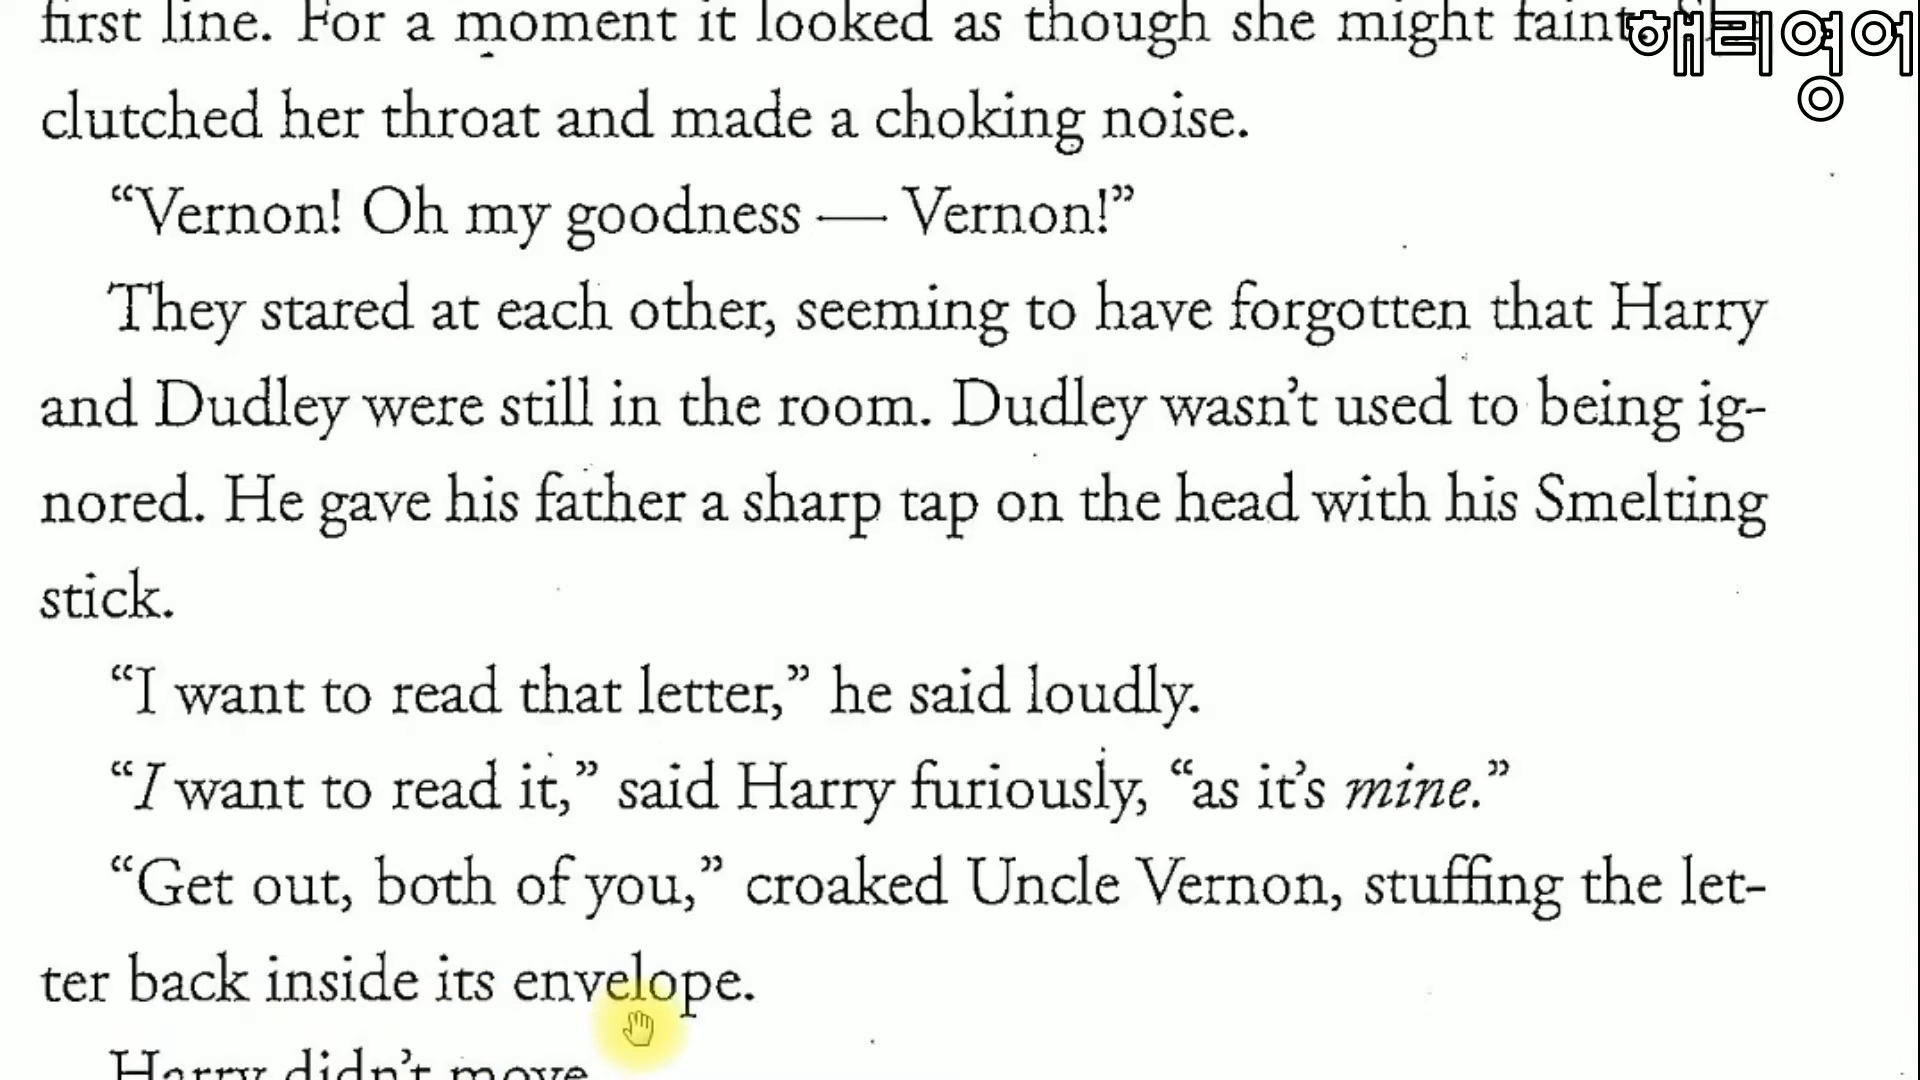 first line. For a moment it looked as though she might faint.
해리영어
clutched her throat and made a choking noise.
“Vernon! Oh my goodness — Vernon!”
They stared at each other, seeming to have forgotten that Harry
and Dudley were still in the room. Dudley wasn’t used to being ig-
nored. He gave his father a sharp tap on the head with his Smelting
stick.
“I want to read that letter,” he said loudly.
“I want to read it,” said Harry furiously, “as it’s mine.”
“Get out, both of you,” croaked Uncle Vernon, stuffing the let-
ter back inside its envelope.
Harry didn’t move